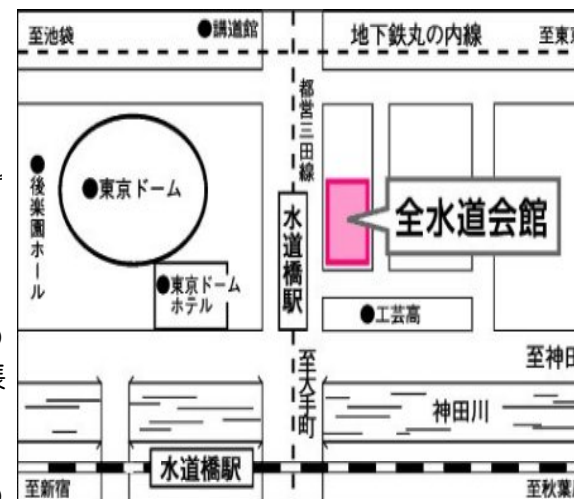 至池袋
●講道館
地下鉄丸の内線
至東
都営三田線
●後楽園ホール
●東京ドーム
水道橋駅
全水道会館
●東京ドーム
ホテル
●工芸高
至大手町
至神田
神田川
水道橋駅
至新宿
至秋葉